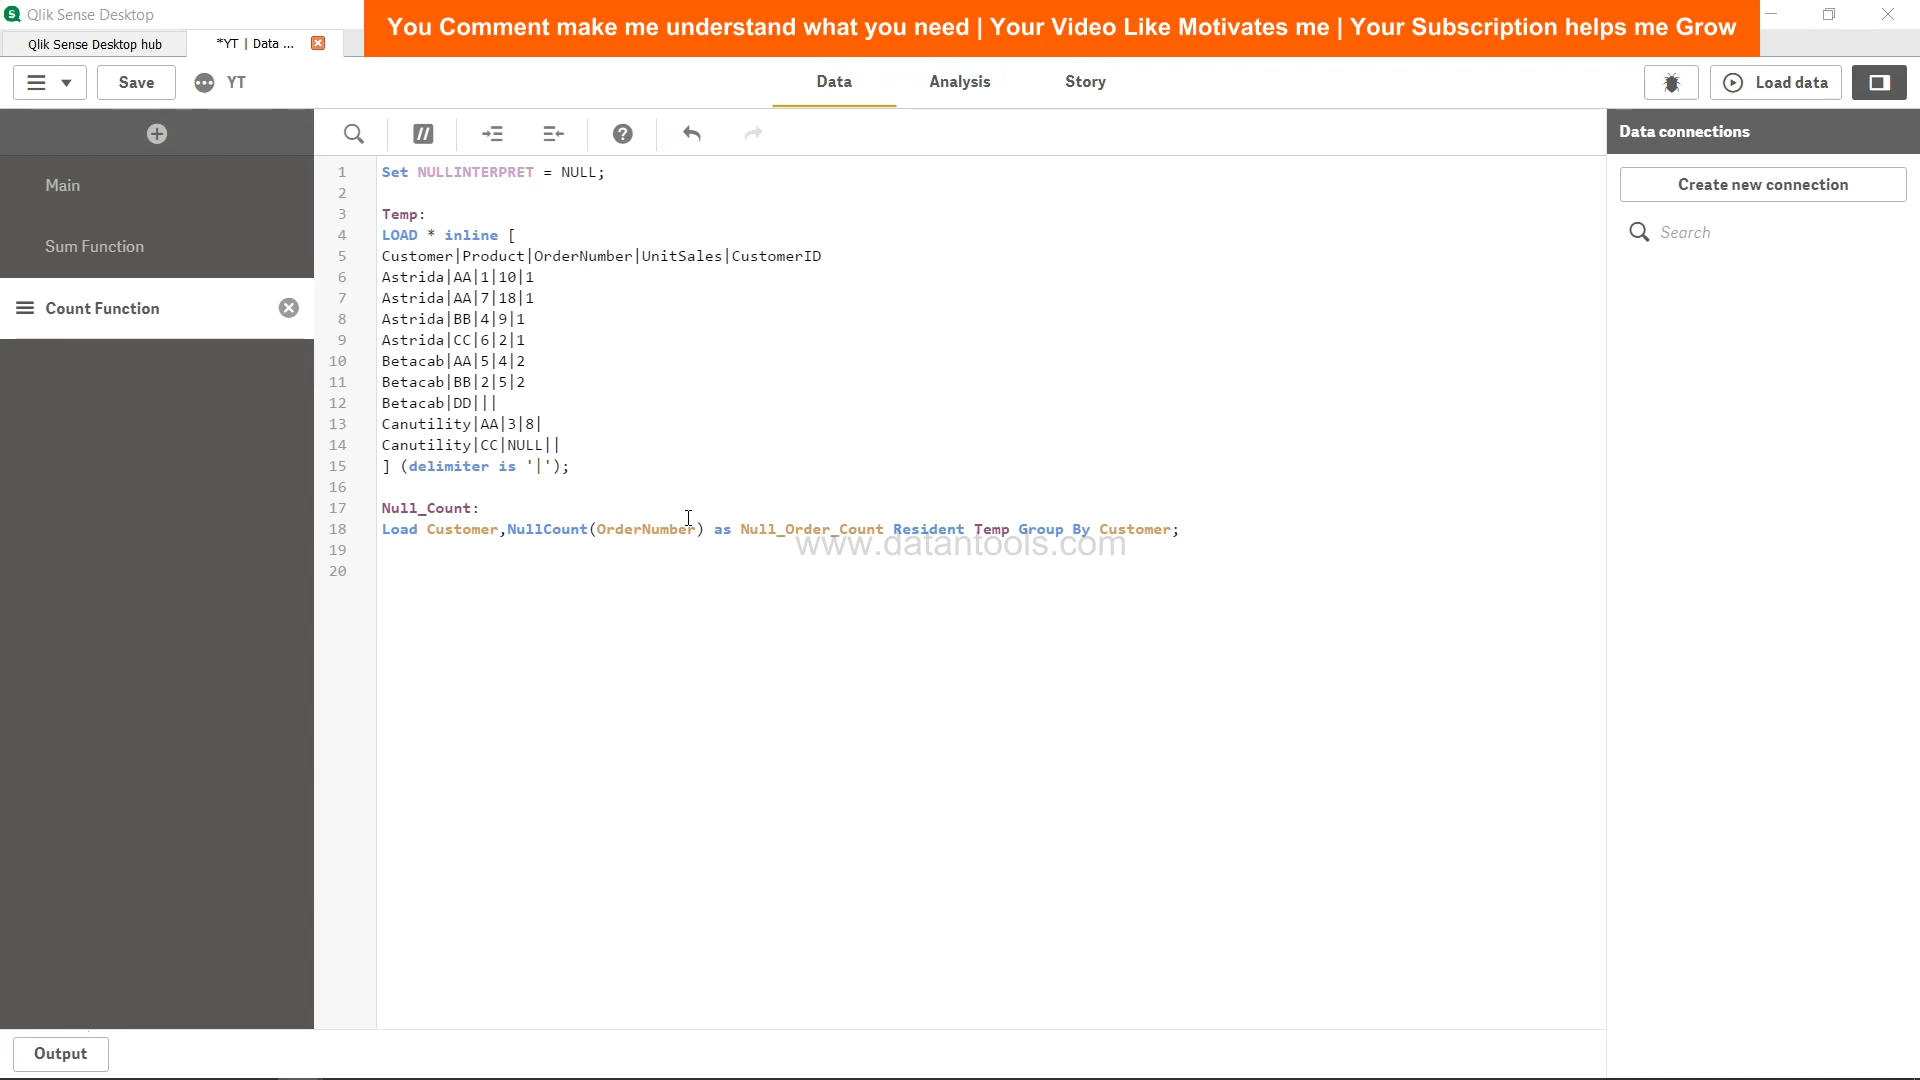 Qlik Sense Desktop
You Comment make me understand what you need | Your Video Like Motivates me | Your Subscription helps me Grow
Qlik Sense Desktop hub
*YT | Data ...
Save
YT
Data
Analysis
Story
Load data
Main
Sum Function
Count Function
1 Set NULLINTERPRET = NULL;
2
3 Temp:
4 LOAD * inline [
5 Customer|Product|OrderNumber|UnitSales|CustomerID
6 Astrida|AA|1|10|1
7 Astrida|AA|7|18|1
8 Astrida|BB|4|9|1
9 Astrida|CC|6|2|1
10 Betacab|AA|5|4|2
11 Betacab|BB|2|5|2
12 Betacab|DD|||
13 Canutility|AA|3|8|
14 Canutility|CC|NULL||
15 ] (delimiter is '|');
16
17 Null_Count:
18 Load Customer,NullCount(OrderNumber) as Null_Order_Count Resident Temp Group By Customer;
19
20
www.datantools.com
Data connections
Create new connection
Search
Output